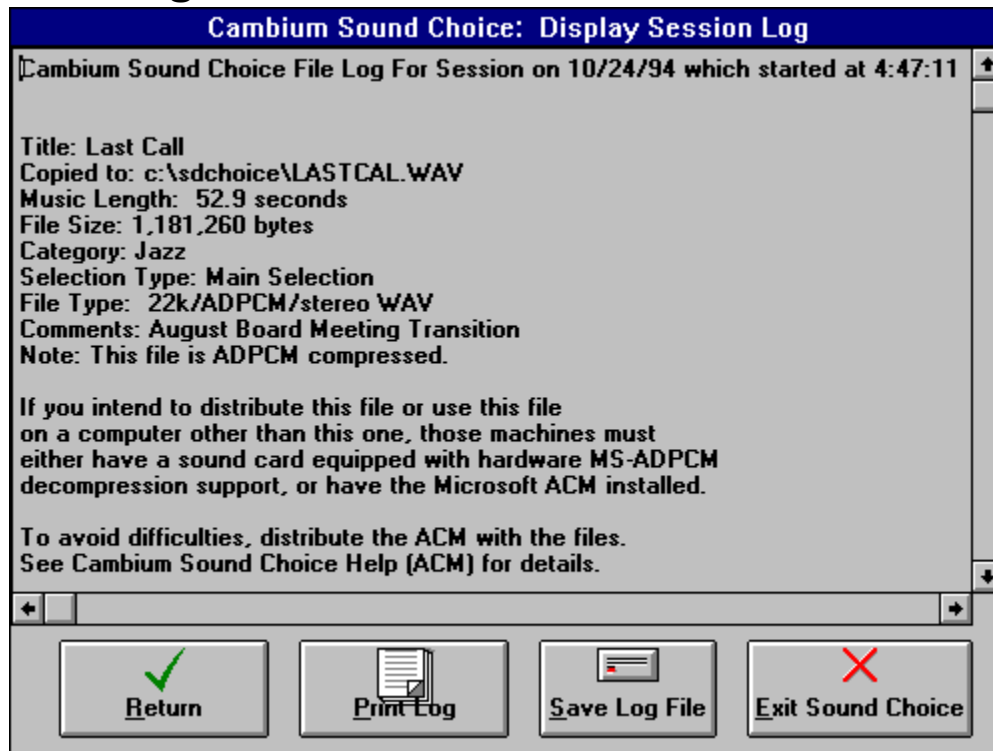 Cambium Sound Choice: Display Session Log
Cambium Sound Choice File Log For Session on 10/24/94 which started at 4:47:11
Title: Last Call
Copied to: c:\sdchoice\LASTCAL.WAV
Music Length: 52.9 seconds
File Size: 1,181,260 bytes
Category: Jazz
Selection Type: Main Selection
File Type: 22k/ADPCM/stereo WAV
Comments: August Board Meeting Transition
Note: This file is ADPCM compressed.
If you intend to distribute this file or use this file
on a computer other than this one, those machines must
either have a sound card equipped with hardware MS-ADPCM
decompression support, or have the Microsoft ACM installed.
To avoid difficulties, distribute the ACM with the files.
See Cambium Sound Choice Help (ACM) for details.
Return
Print Log
Save Log File
Exit Sound Choice